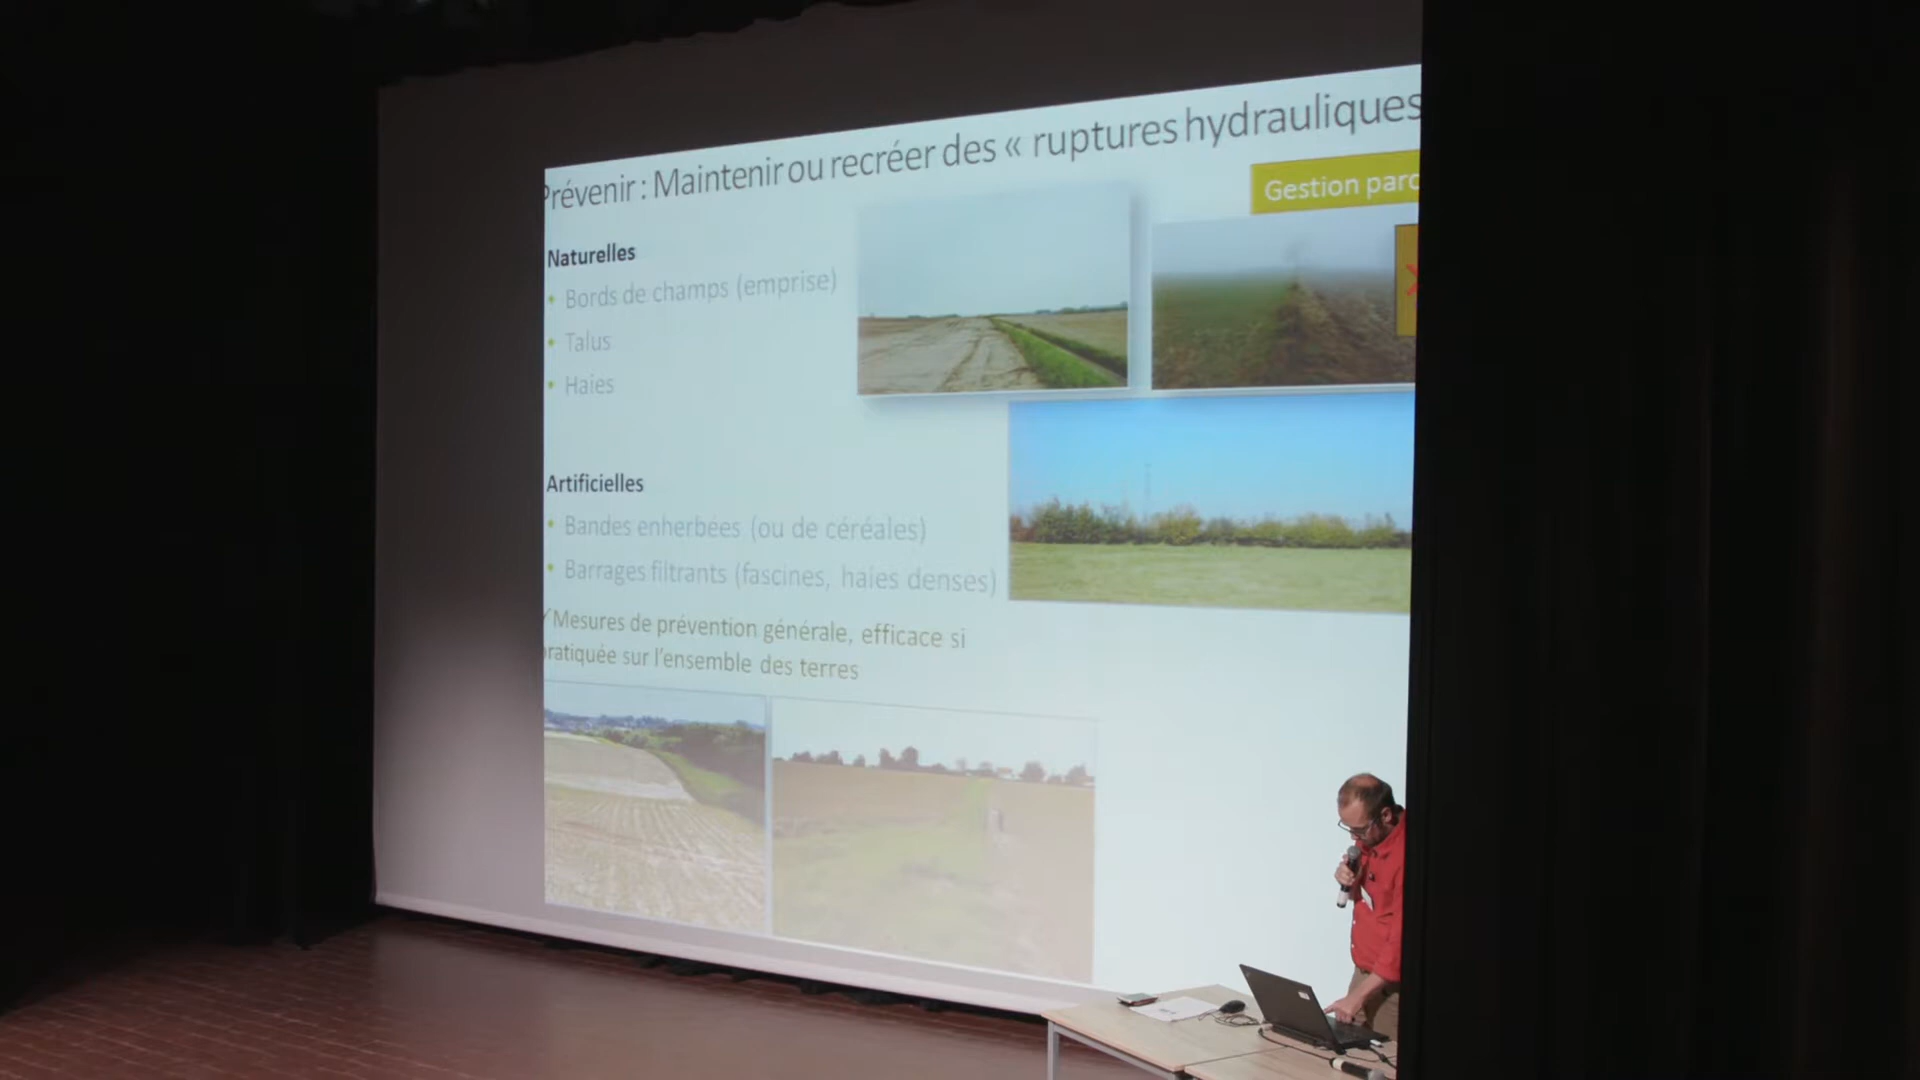 Prévenir : Maintenir ou recréer des « ruptures hydrauliques
Gestion parc
Naturelles
• Bords de champs (emprise)
• Talus
• Haies
Artificielles
• Bandes enherbées (ou de céréales)
• Barrages filtrants (fascines, haies denses)
✓Mesures de prévention générale, efficace si
pratiquée sur l'ensemble des terres